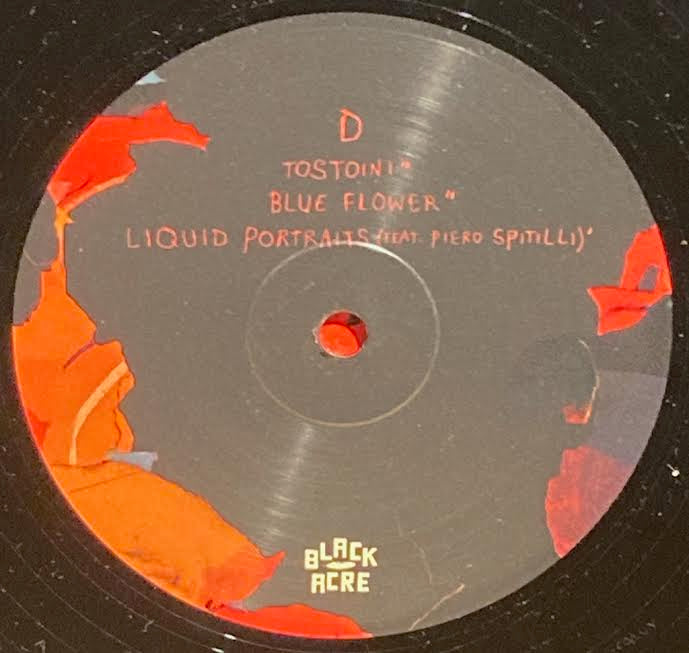 D
TOSTOINI"
BLUE FLOWER"
LIQUID PORTRAITS (FEAT. PIERO SPITILLI)'
BLACK
ACRE